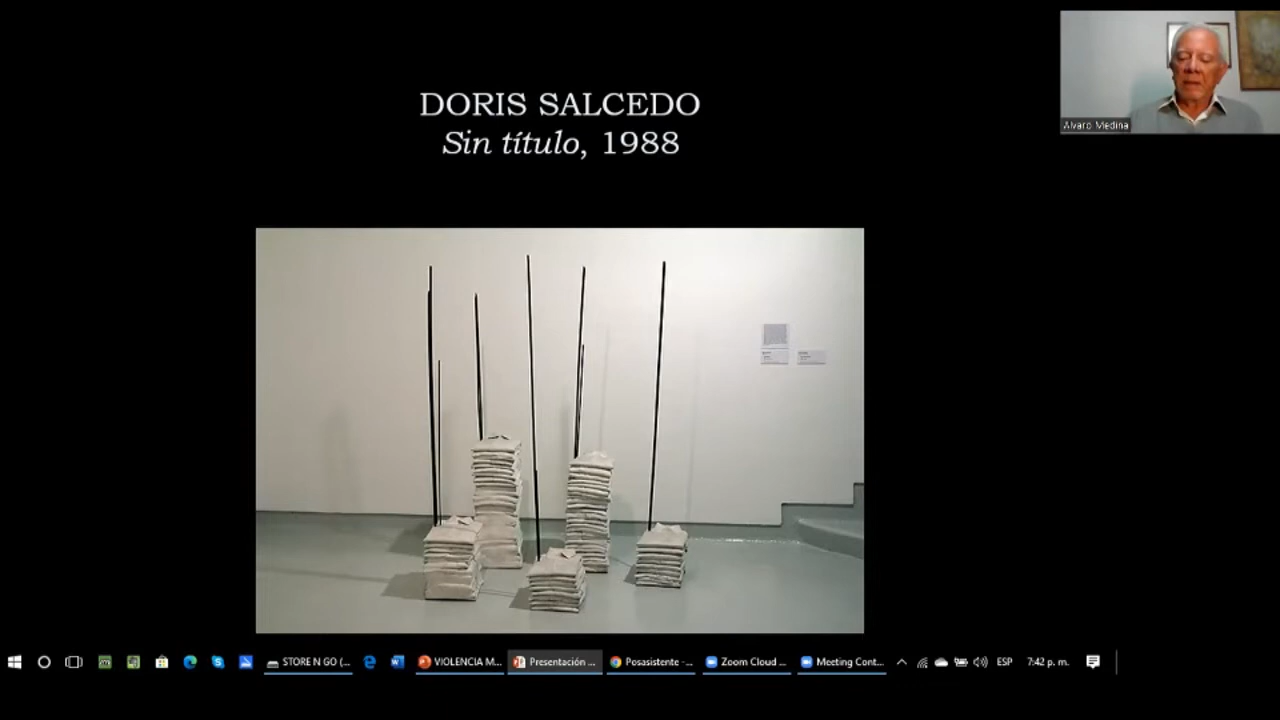 DORIS SALCEDO
Sin título, 1988
Alvaro Medina
STORE N GO (...
VIOLENCIA M...
Presentación ...
Posasistente -...
Zoom Cloud ...
Meeting Cont...
ESP
7:42 p. m.